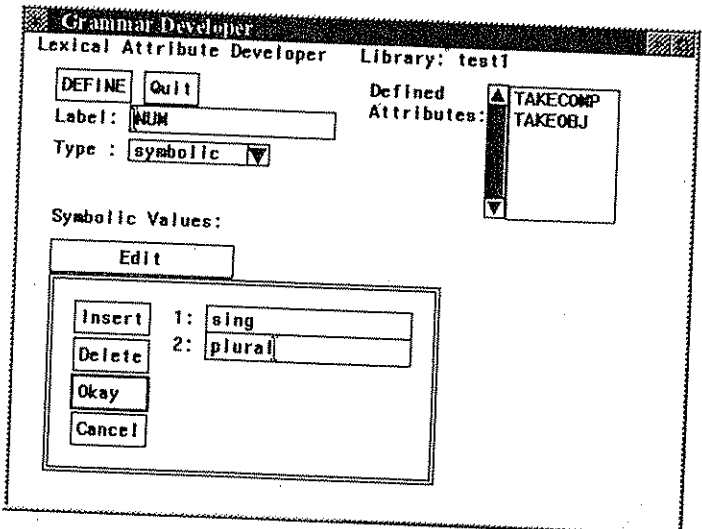 Grammar Developer
Lexical Attribute Developer Library: test1
DEFINE Quit
Defined Attributes:
TAKECOMP
TAKEOBJ
Label: NUM
Type : symbolic
Symbolic Values:
Edit
Insert 1: sing
Delete 2: plural
Okay
Cancel